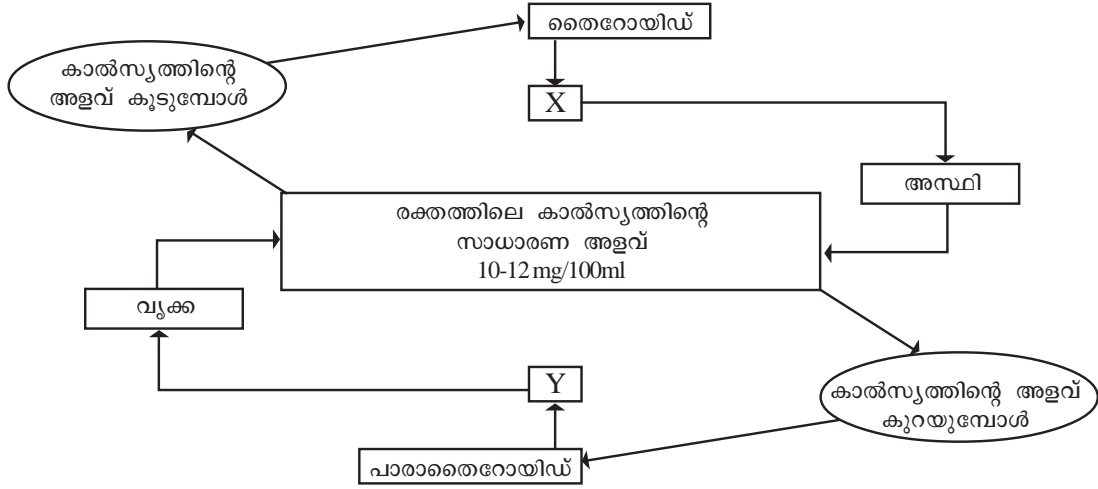 തൈറോയിഡ്
കാൽസ്യത്തിന്റെ
അളവ് കൂടുമ്പോൾ
X
അസ്ഥി
രക്തത്തിലെ കാൽസ്യത്തിന്റെ
സാധാരണ അളവ്
10-12 mg/100ml
വൃക്ക
Y
കാൽസ്യത്തിന്റെ അളവ്
കുറയുമ്പോൾ
പാരാതൈറോയിഡ്